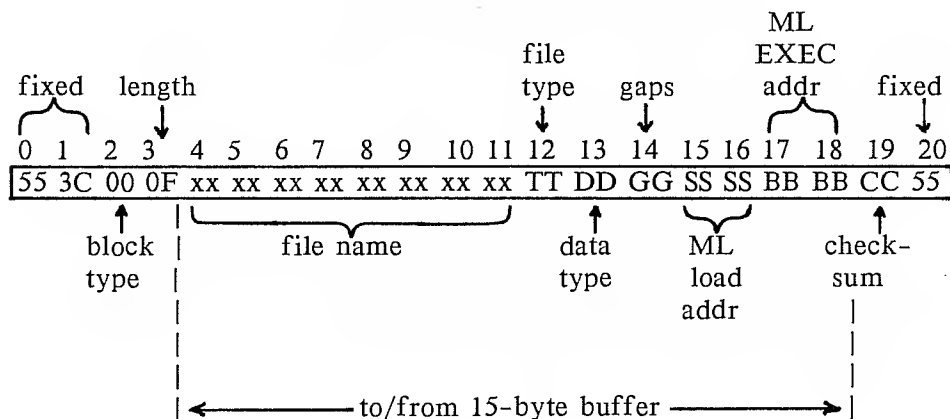 ML
file EXEC
fixed length type gaps addr fixed
0 1 2 3 4 5 6 7 8 9 10 11 12 13 14 15 16 17 18 19 20
55 3C 00 0F xx xx xx xx xx xx xx xx TT DD GG SS SS BB BB CC 55
block file name data ML check-
type type load sum
addr
to/from 15-byte buffer